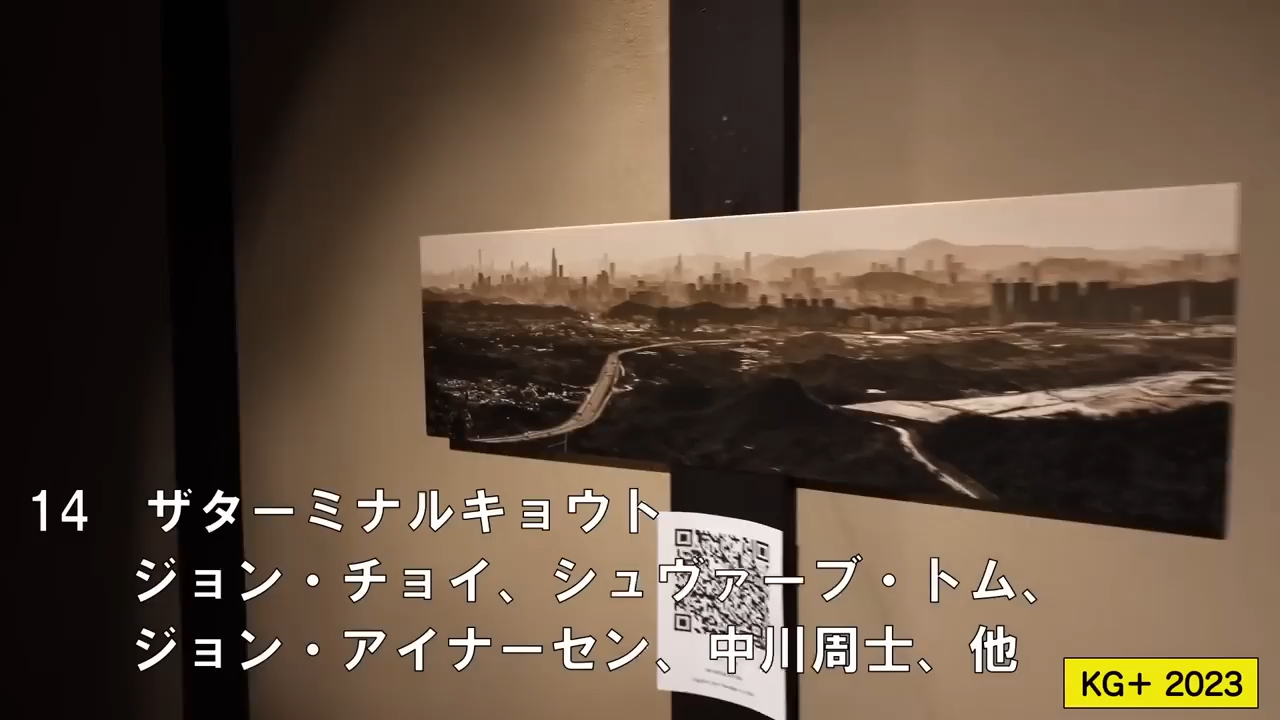 14　ザターミナルキョウト
ジョン・チョイ、シュヴァーブ・トム、
ジョン・アイナーセン、中川周士、他
KG+ 2023